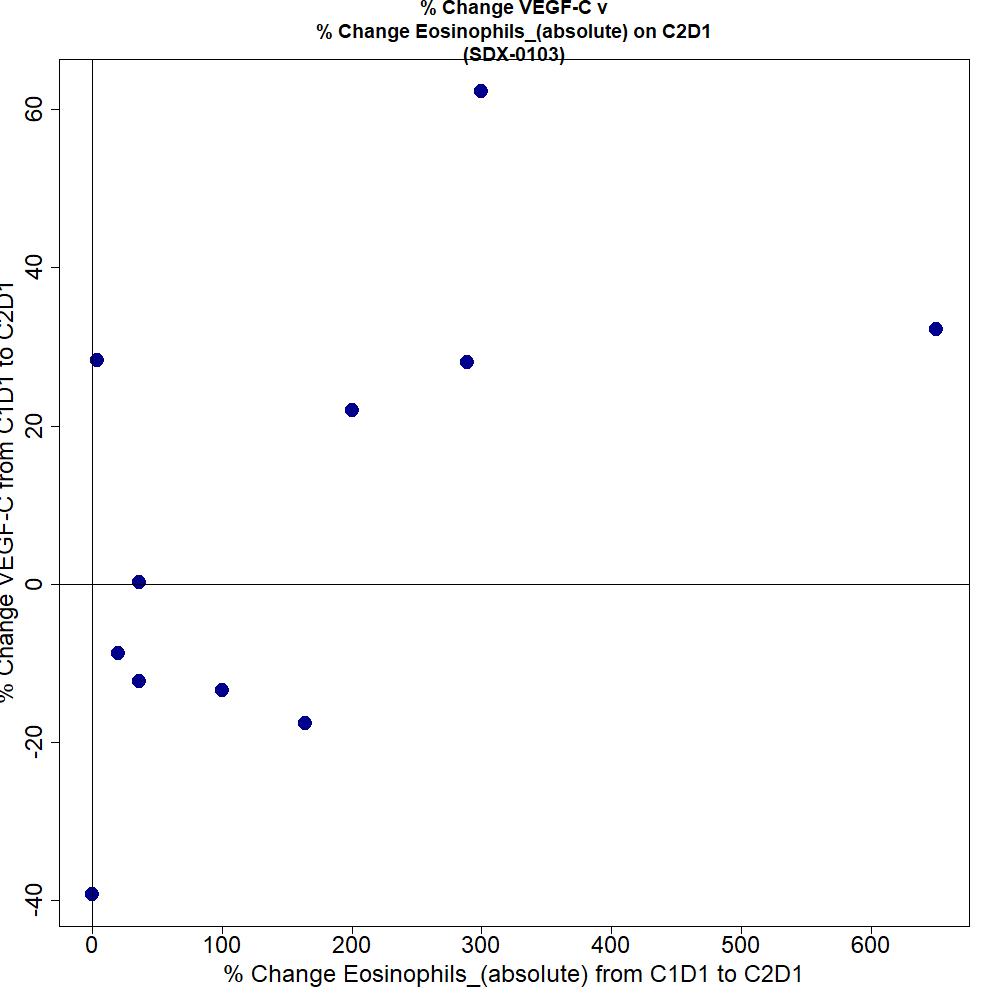 % Change VEGF-C v
% Change Eosinophils_(absolute) on C2D1
(SDX-0103)
% Change VEGF-C from C1D1 to C2D1
60
40
20
0
-20
-40
0 100 200 300 400 500 600
% Change Eosinophils_(absolute) from C1D1 to C2D1